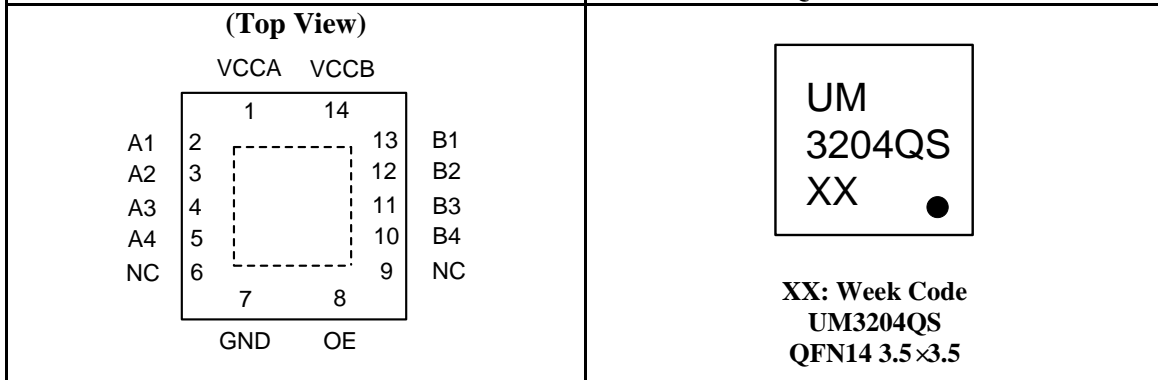 (Top View)
VCCA VCCB
1 14
A1 2 13 B1
A2 3 12 B2
A3 4 11 B3
A4 5 10 B4
NC 6 9 NC
7 8
GND OE
UM
3204QS
XX
XX: Week Code
UM3204QS
QFN14 3.5×3.5